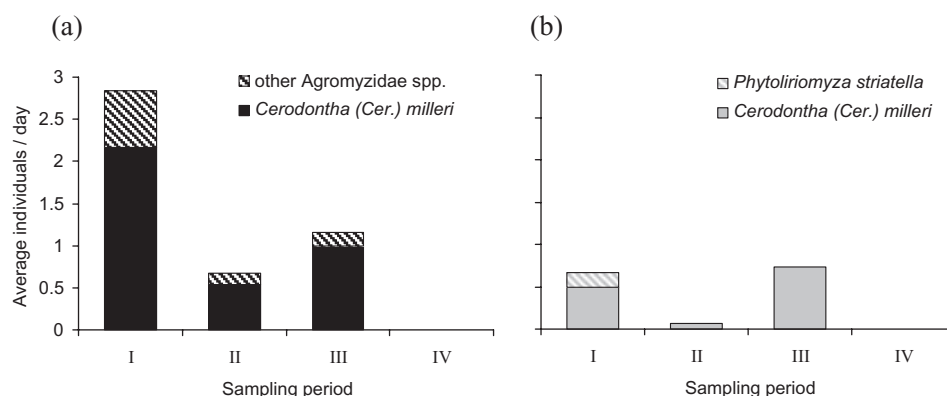 (a)
(b)
3
2.5
2
1.5
1
0.5
0
Average individuals / day
other Agromyzidae spp.
Cerodontha (Cer.) milleri
I II III IV
Sampling period
Phytoliriomyza striatella
Cerodontha (Cer.) milleri
I II III IV
Sampling period